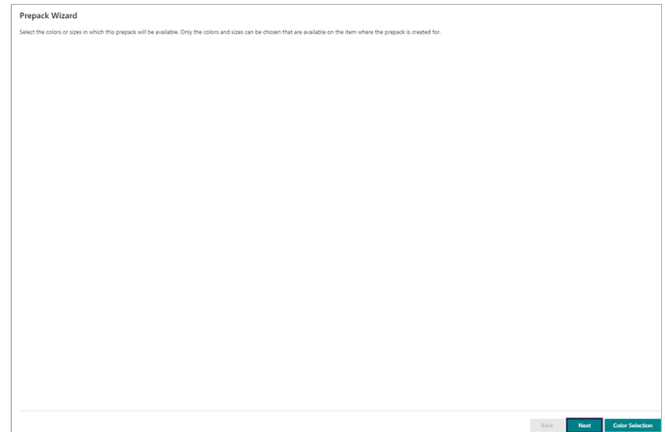 Prepack Wizard
Select the colors or sizes in which this prepack will be available. Only the colors and sizes can be chosen that are available on the item where the prepack is created for.
Back Next Color Selection